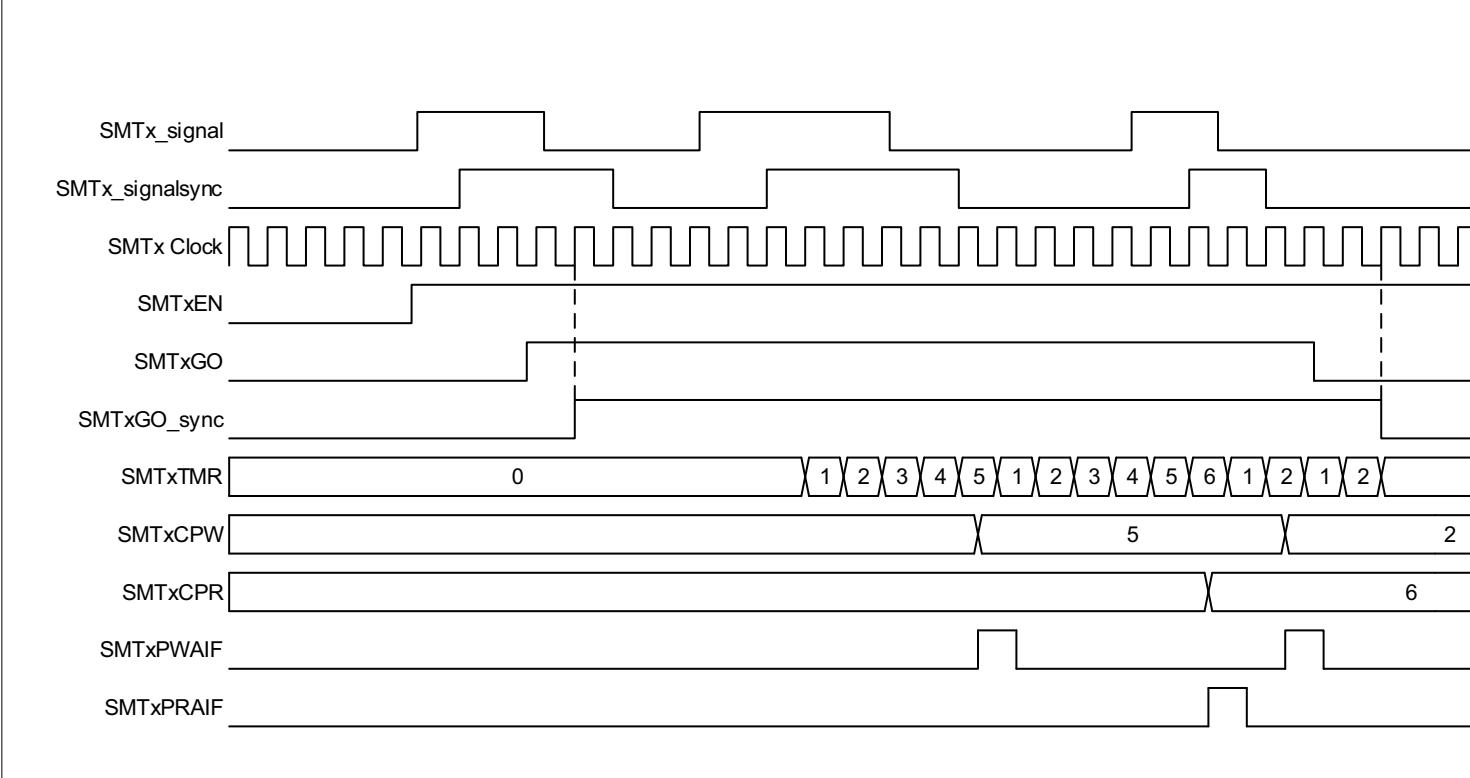 SMTx_signal
SMTx_signalsync
SMTx Clock
SMTxEN
SMTxGO
SMTxGO_sync
SMTxTMR 0 1 2 3 4 5 1 2 3 4 5 6 1 2 1 2
SMTxCPW 5 2
SMTxCPR 6
SMTxPWAIF
SMTxPRAIF